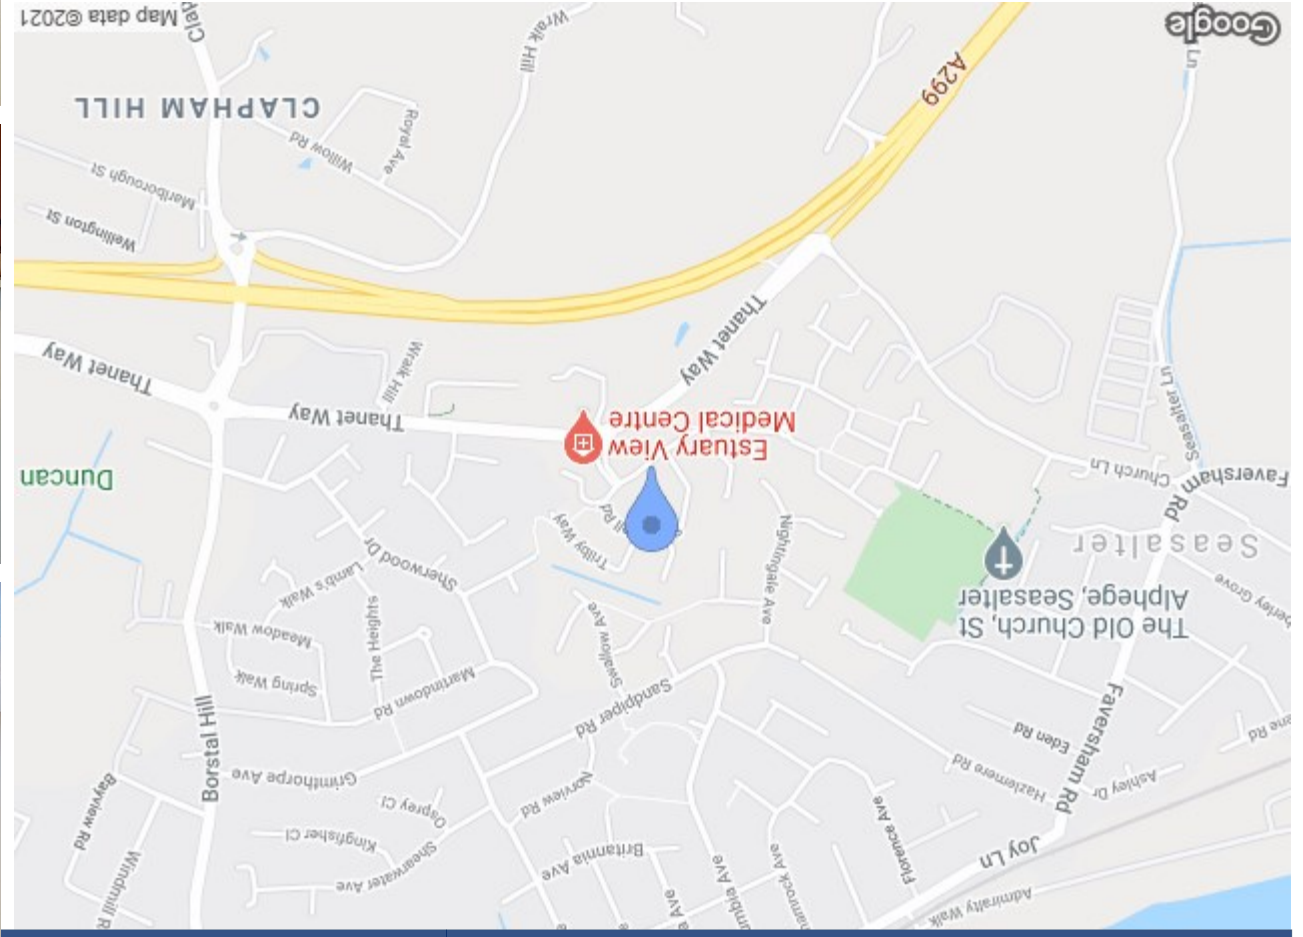 Admiralty Walk
Joy Ln
Florence Ave
Windmill R
Shearwater Ave
Britannia Ave
Kingfisher Cl
Osprey Cl
Bayview Rd
Ashley Dr
Hazlemere Rd
Norview Rd
Grimthorpe Ave
Borstal Hill
Faversham Rd
Eden Rd
Sandpiper Rd
Martindown Rd
Spring Walk
The Heights
Meadow Walk
Swallow Ave
The Old Church, St
Alphege, Seasalter
Lamb's Walk
Sherwood Dr
Trilby Way
Nightingale Ave
Seasalter
Faversham Rd
Church Ln
Seasalter Ln
Duncan
Estuary View
Medical Centre
Thanet Way
Thanet Way
Thanet Way
Wraik Hill
Wellington St
Marlborough St
Willow Rd
Royal Ave
CLAPHAM HILL
A299
Wraik Hill
Clap
Ln
Google
Map data ©2021